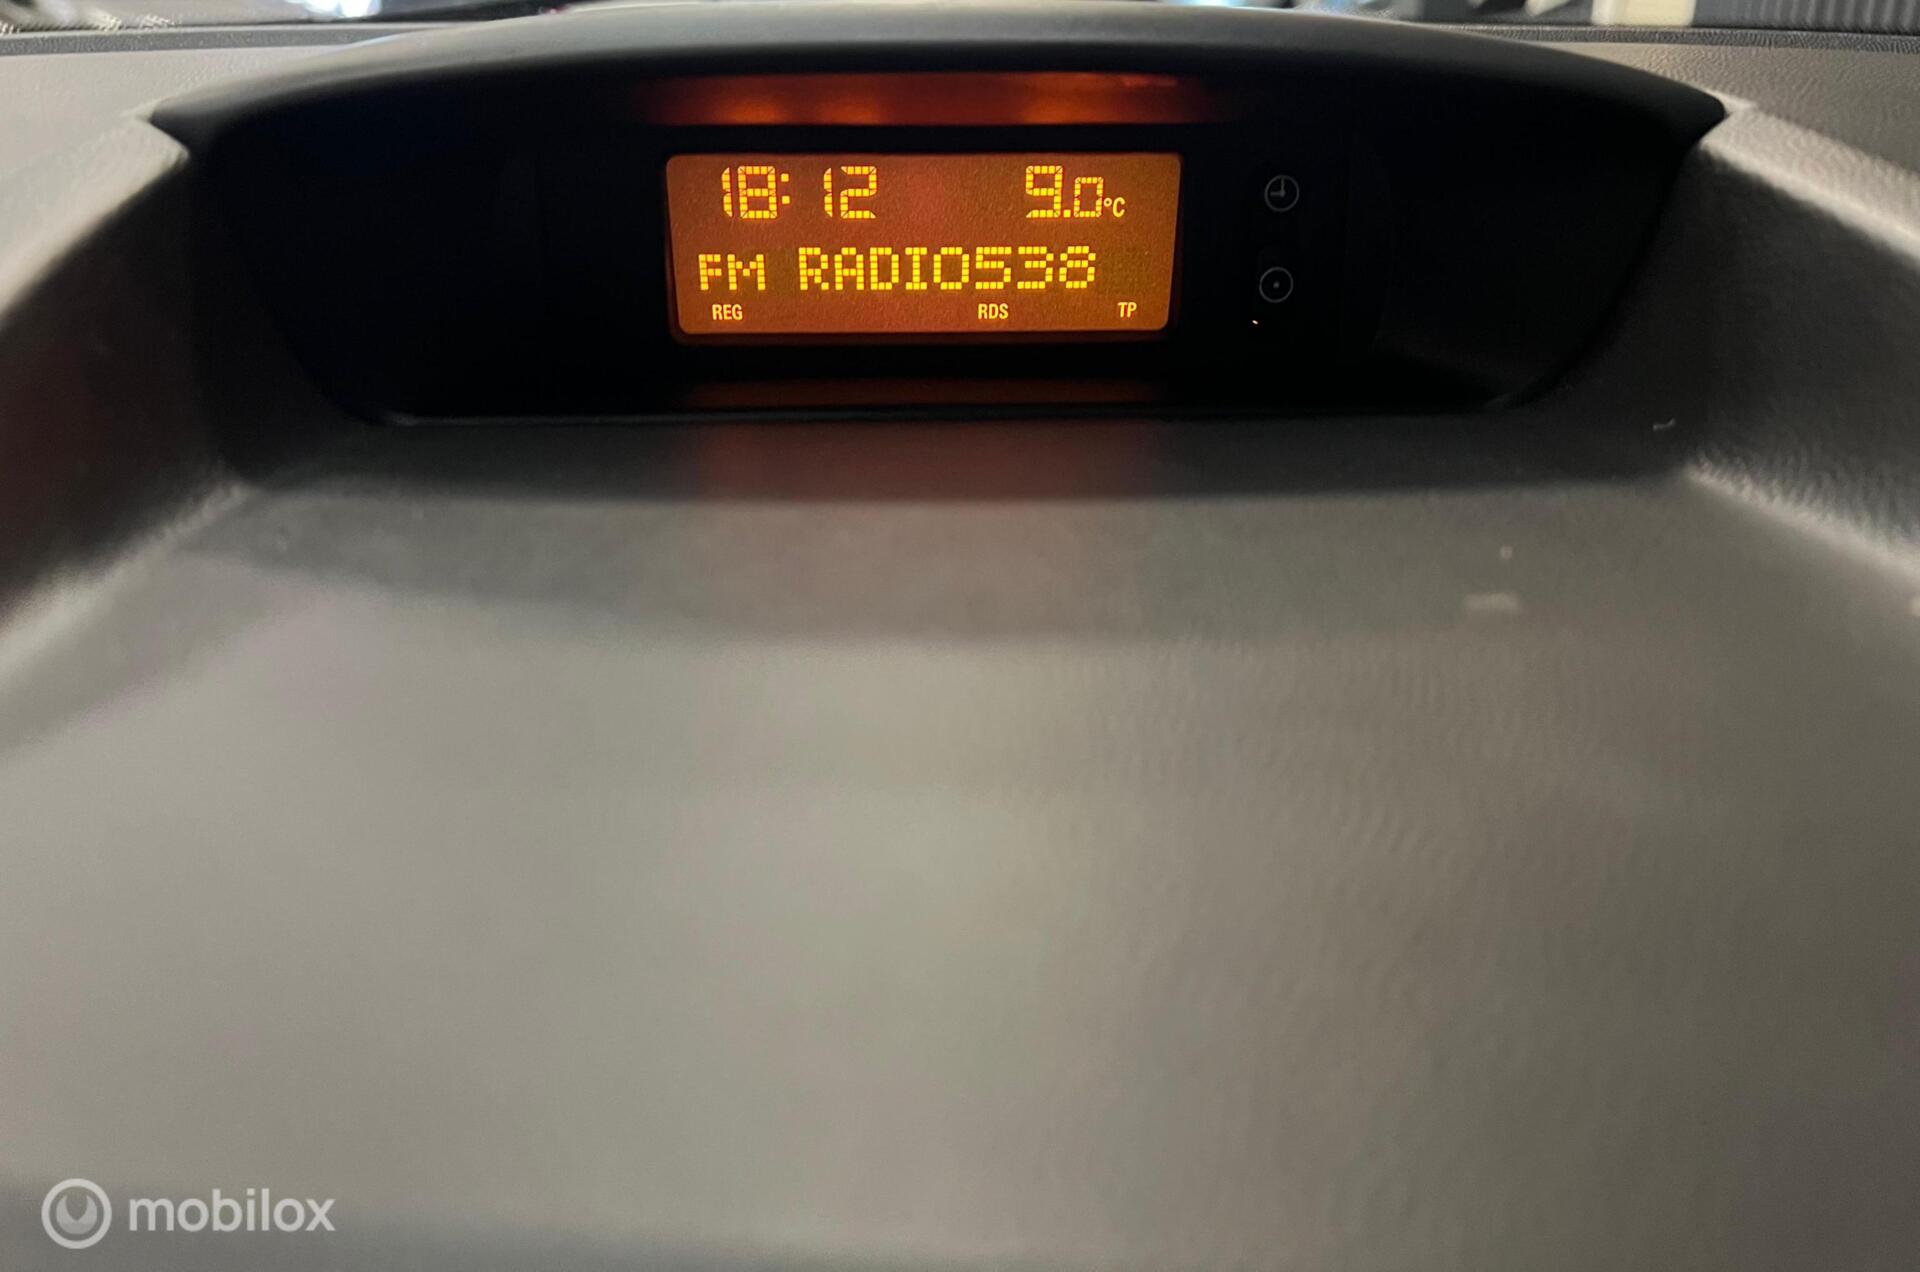 18:12 9.0°C
FM RADIO538
REG RDS TP
mobilox